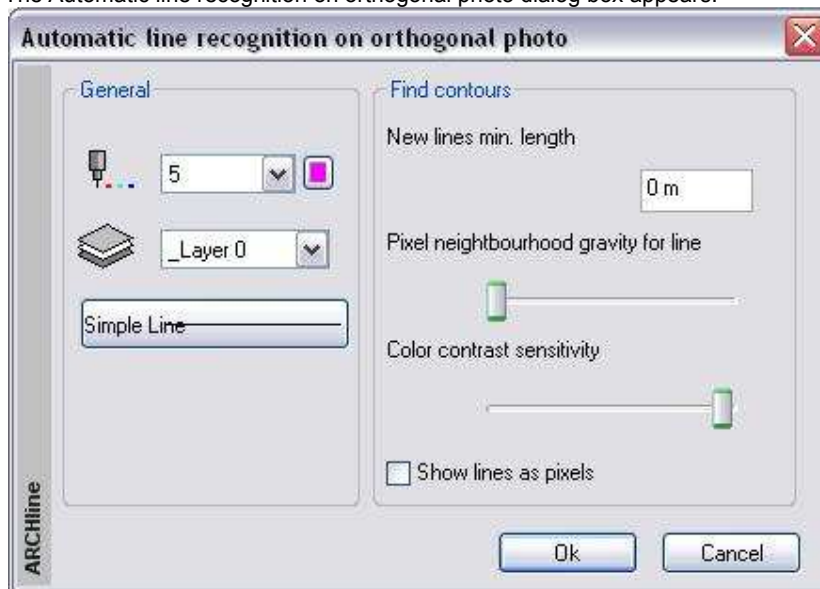 The Automatic line recognition on orthogonal photo dialog box appears.
Automatic line recognition on orthogonal photo
General
5
_Layer 0
Simple Line
Find contours
New lines min. length
0 m
Pixel neighbourhood gravity for line
Color contrast sensitivity
Show lines as pixels
ARCHline
Ok
Cancel